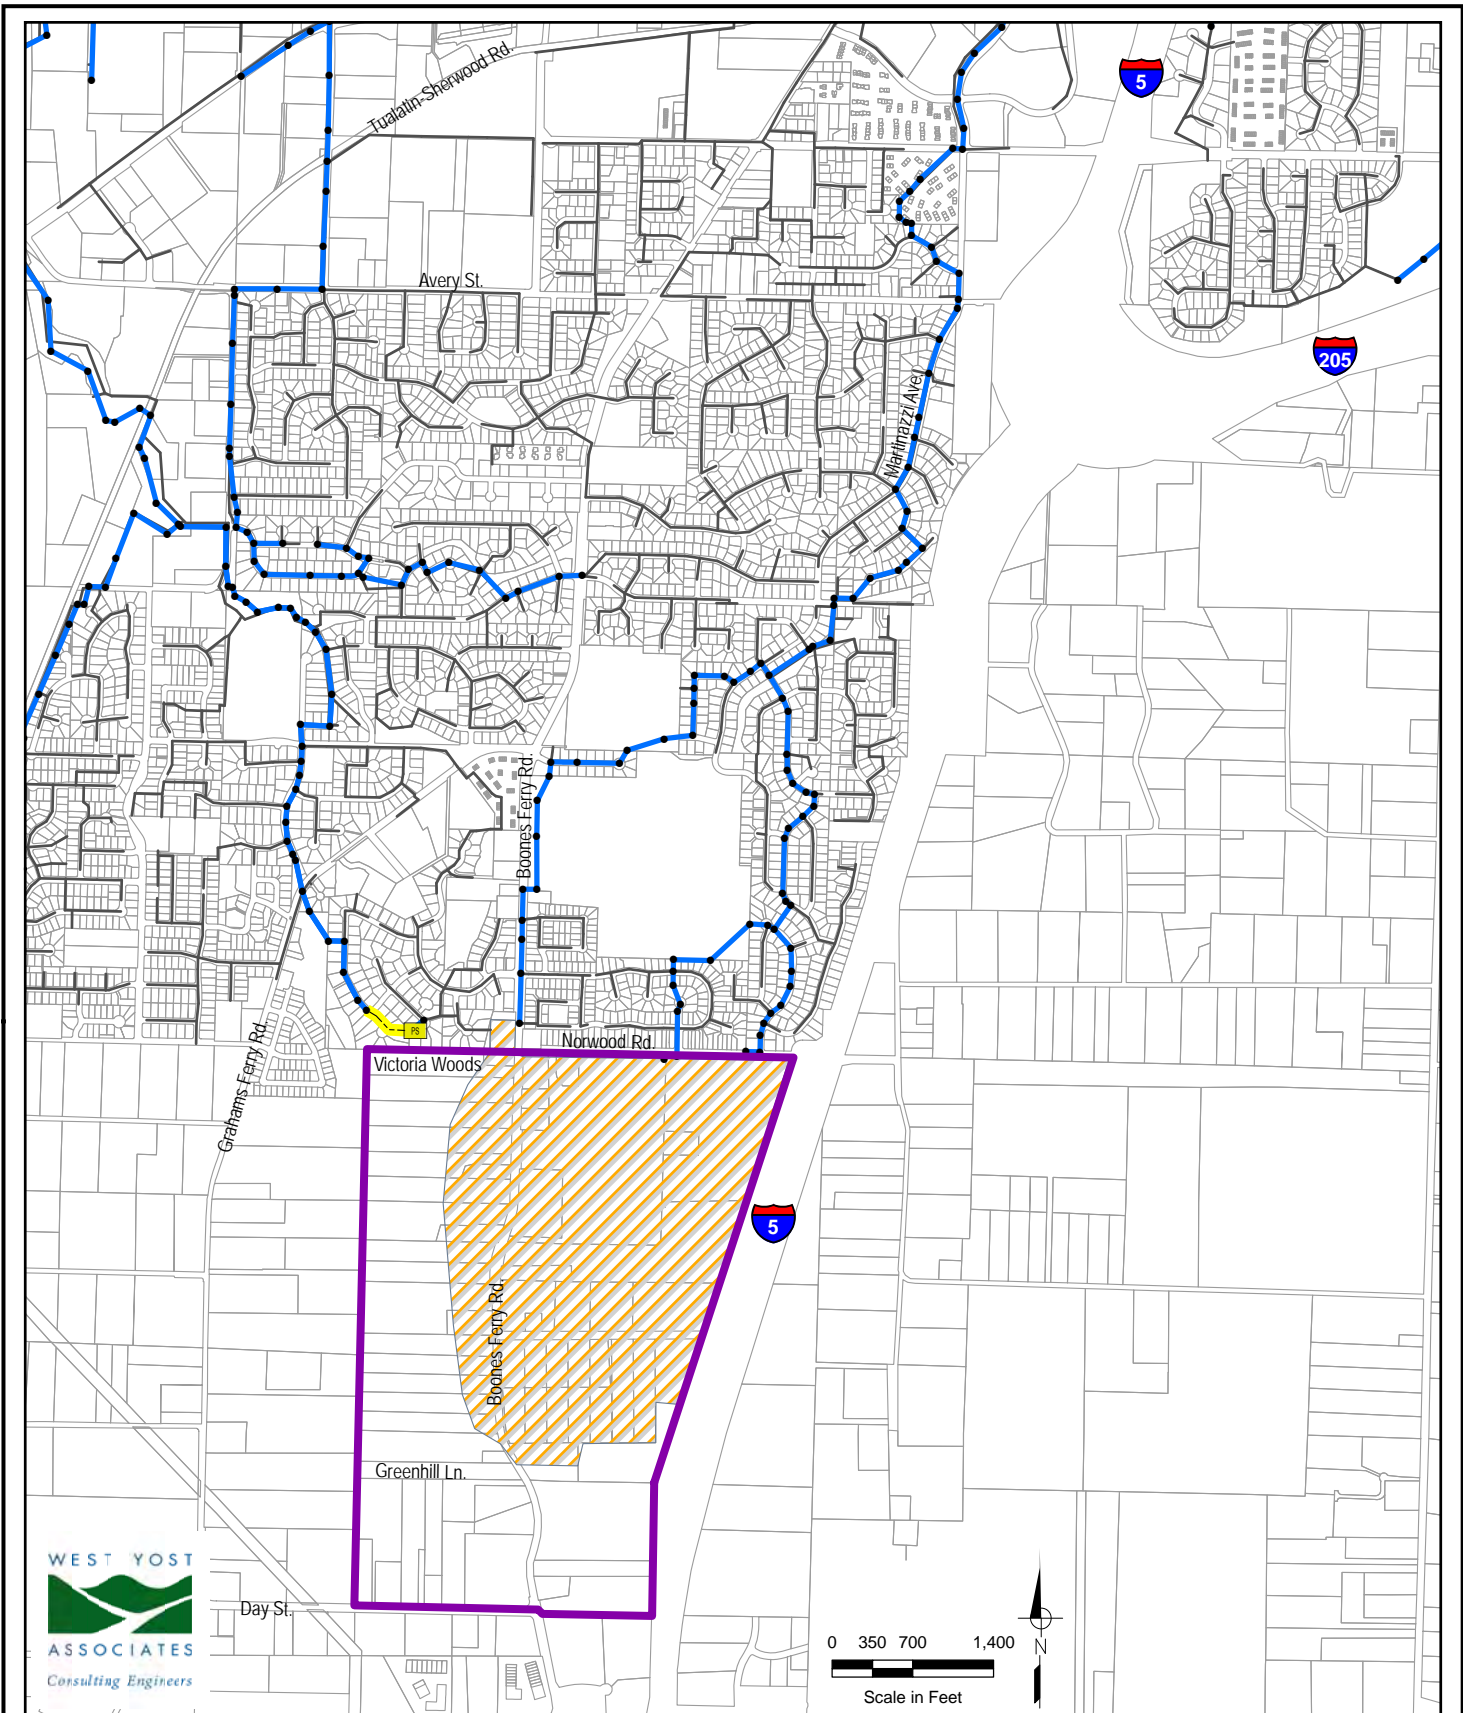 Tualatin-Sherwood Rd.
5
Avery St.
205
Martinazzi Ave.
Boones Ferry Rd.
PS
Norwood Rd.
Victoria Woods
Grahams Ferry Rd.
5
Boones Ferry Rd.
Greenhill Ln.
WEST YOST
ASSOCIATES
Consulting Engineers
Day St.
0 350 700 1,400
Scale in Feet
N